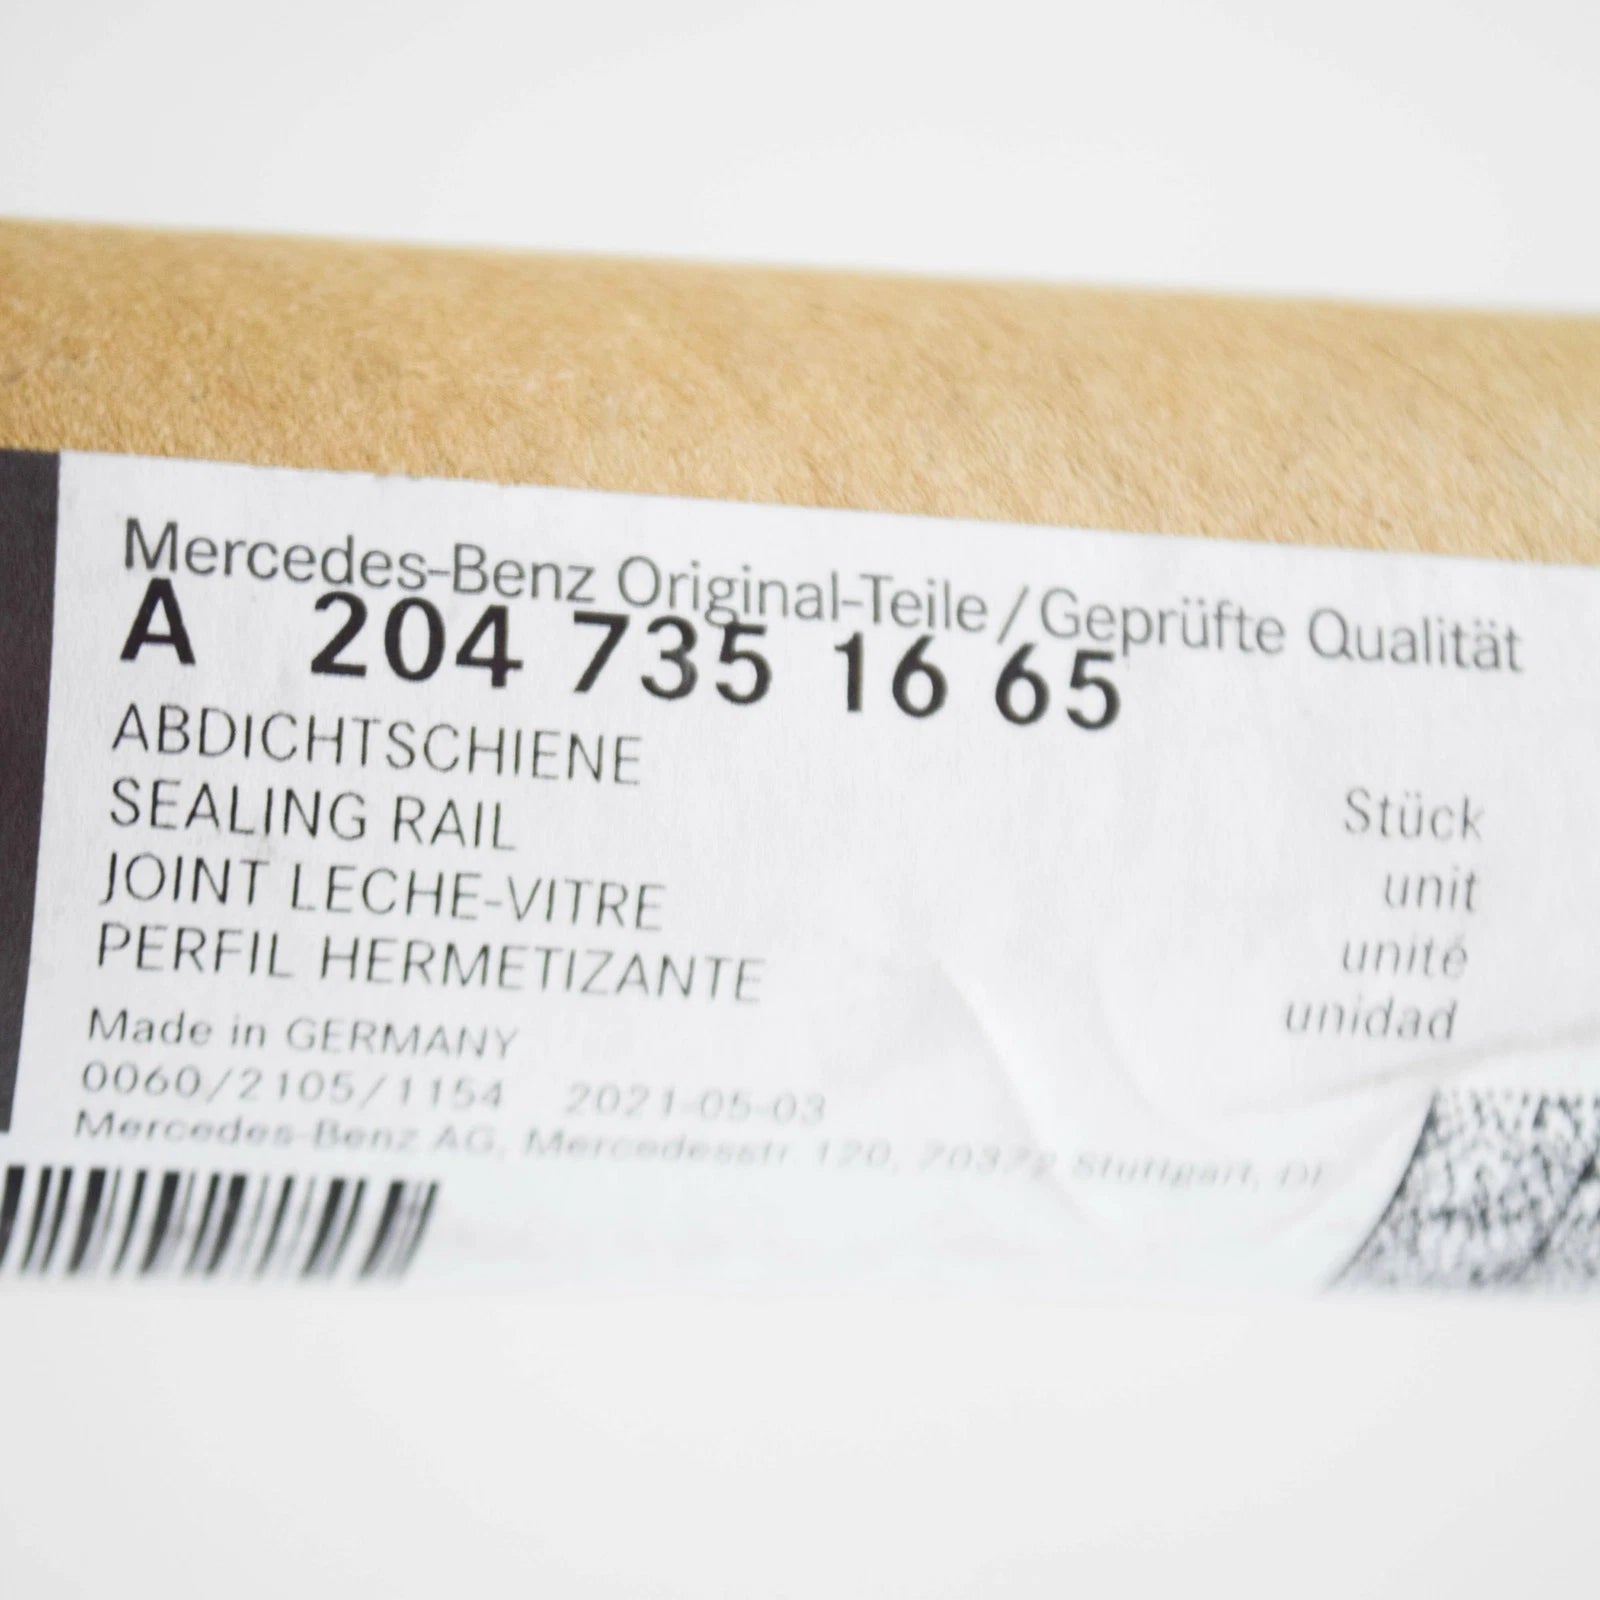 Mercedes-Benz Original-Teile/Geprüfte Qualität
A 204 735 16 65
ABDICHTSCHIENE
SEALING RAIL
JOINT LECHE-VITRE
PERFIL HERMETIZANTE
Stück
unit
unité
unidad
Made in GERMANY
0060/2105/1154 2021-05-03
Mercedes-Benz AG, Mercedesstr 120, 70372 Stuttgart, DE